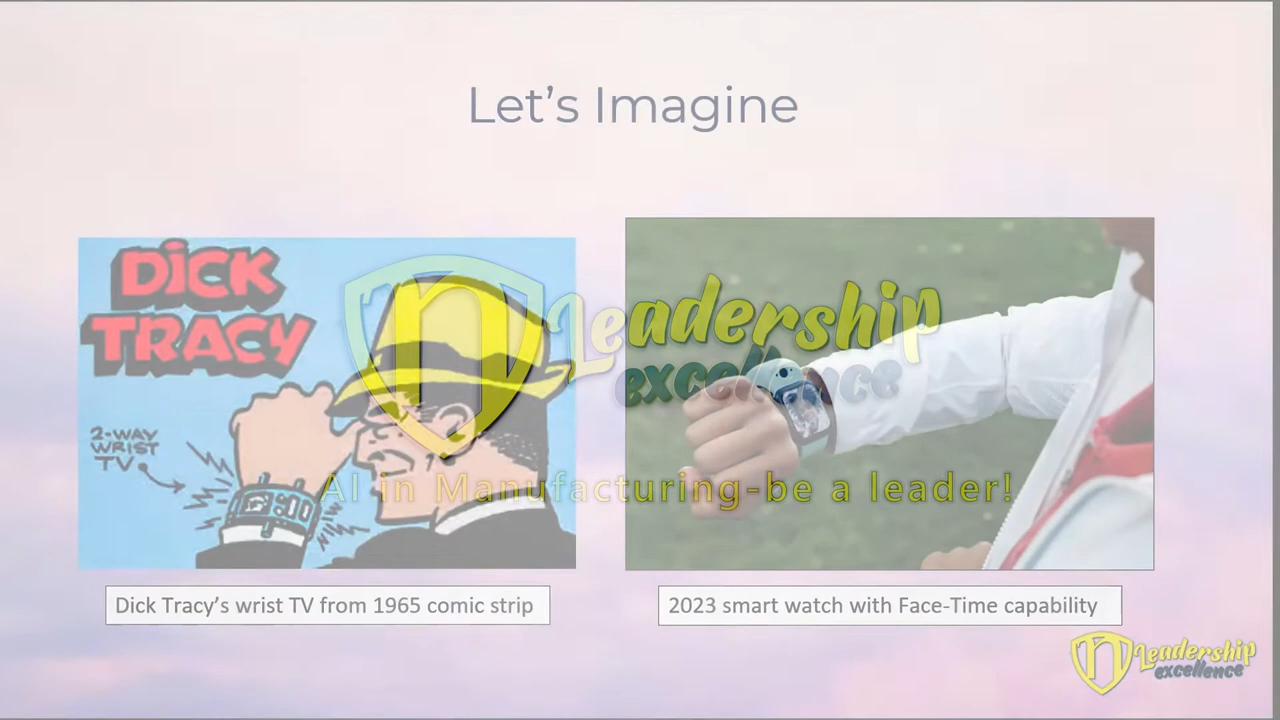 Let's Imagine
DICK
TRACY
2-WAY
WRIST
TV
Leadership
excellence
AI in Manufacturing-be a leader!
Dick Tracy's wrist TV from 1965 comic strip
2023 smart watch with Face-Time capability
Leadership
excellence